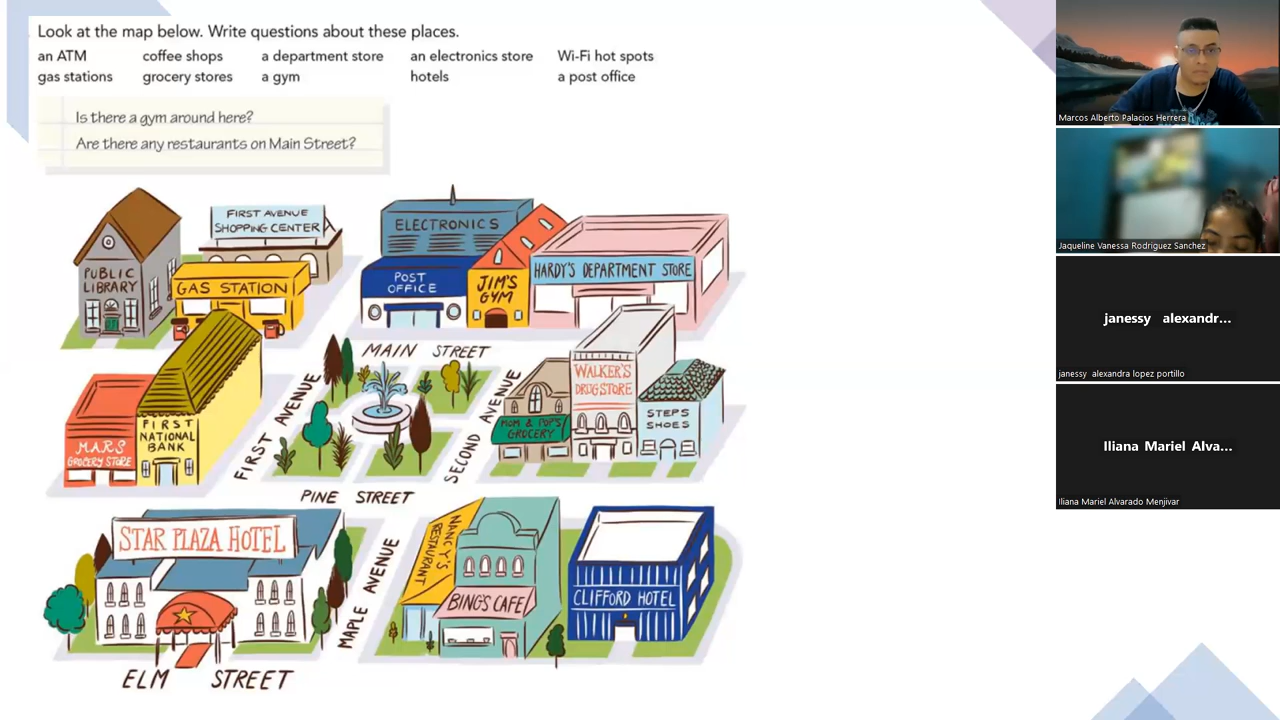 Look at the map below. Write questions about these places.
an ATM coffee shops a department store an electronics store Wi-Fi hot spots
gas stations grocery stores a gym hotels a post office
Is there a gym around here?
Are there any restaurants on Main Street?
PUBLIC
LIBRARY
FIRST AVENUE
SHOPPING CENTER
GAS STATION
ELECTRONICS
POST
OFFICE
JIM'S
GYM
HARDY'S DEPARTMENT STORE
MAIN STREET
MARS
GROCERY STORE
FIRST
NATIONAL
BANK
FIRST AVENUE
SECOND AVENUE
MOM & POP'S
GROCERY
WALKER'S
DRUGSTORE
STEPS
SHOES
PINE STREET
STAR PLAZA HOTEL
MAPLE AVENUE
NANCY'S
RESTAURANT
BING'S CAFE
CLIFFORD HOTEL
ELM STREET
Marcos Alberto Palacios Herrera
Jaqueline Vanessa Rodriguez Sanchez
janessy alexandr...
janessy alexandra lopez portillo
Iliana Mariel Alva...
Iliana Mariel Alvarado Menjivar